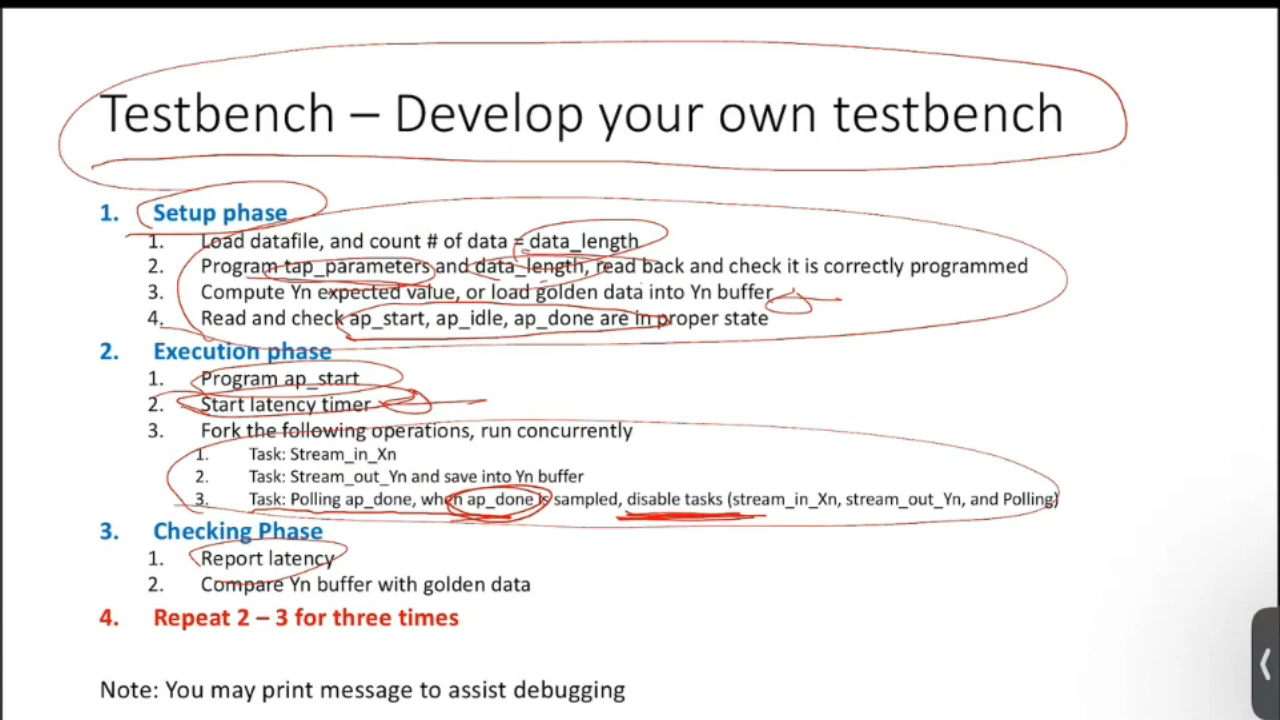 Testbench – Develop your own testbench
1. Setup phase
1. Load datafile, and count # of data = data_length
2. Program tap_parameters and data_length, read back and check it is correctly programmed
3. Compute Yn expected value, or load golden data into Yn buffer
4. Read and check ap_start, ap_idle, ap_done are in proper state
2. Execution phase
1. Program ap_start
2. Start latency timer
3. Fork the following operations, run concurrently
1. Task: Stream_in_Xn
2. Task: Stream_out_Yn and save into Yn buffer
3. Task: Polling ap_done, when ap_done is sampled, disable tasks (stream_in_Xn, stream_out_Yn, and Polling)
3. Checking Phase
1. Report latency
2. Compare Yn buffer with golden data
4. Repeat 2 – 3 for three times
Note: You may print message to assist debugging